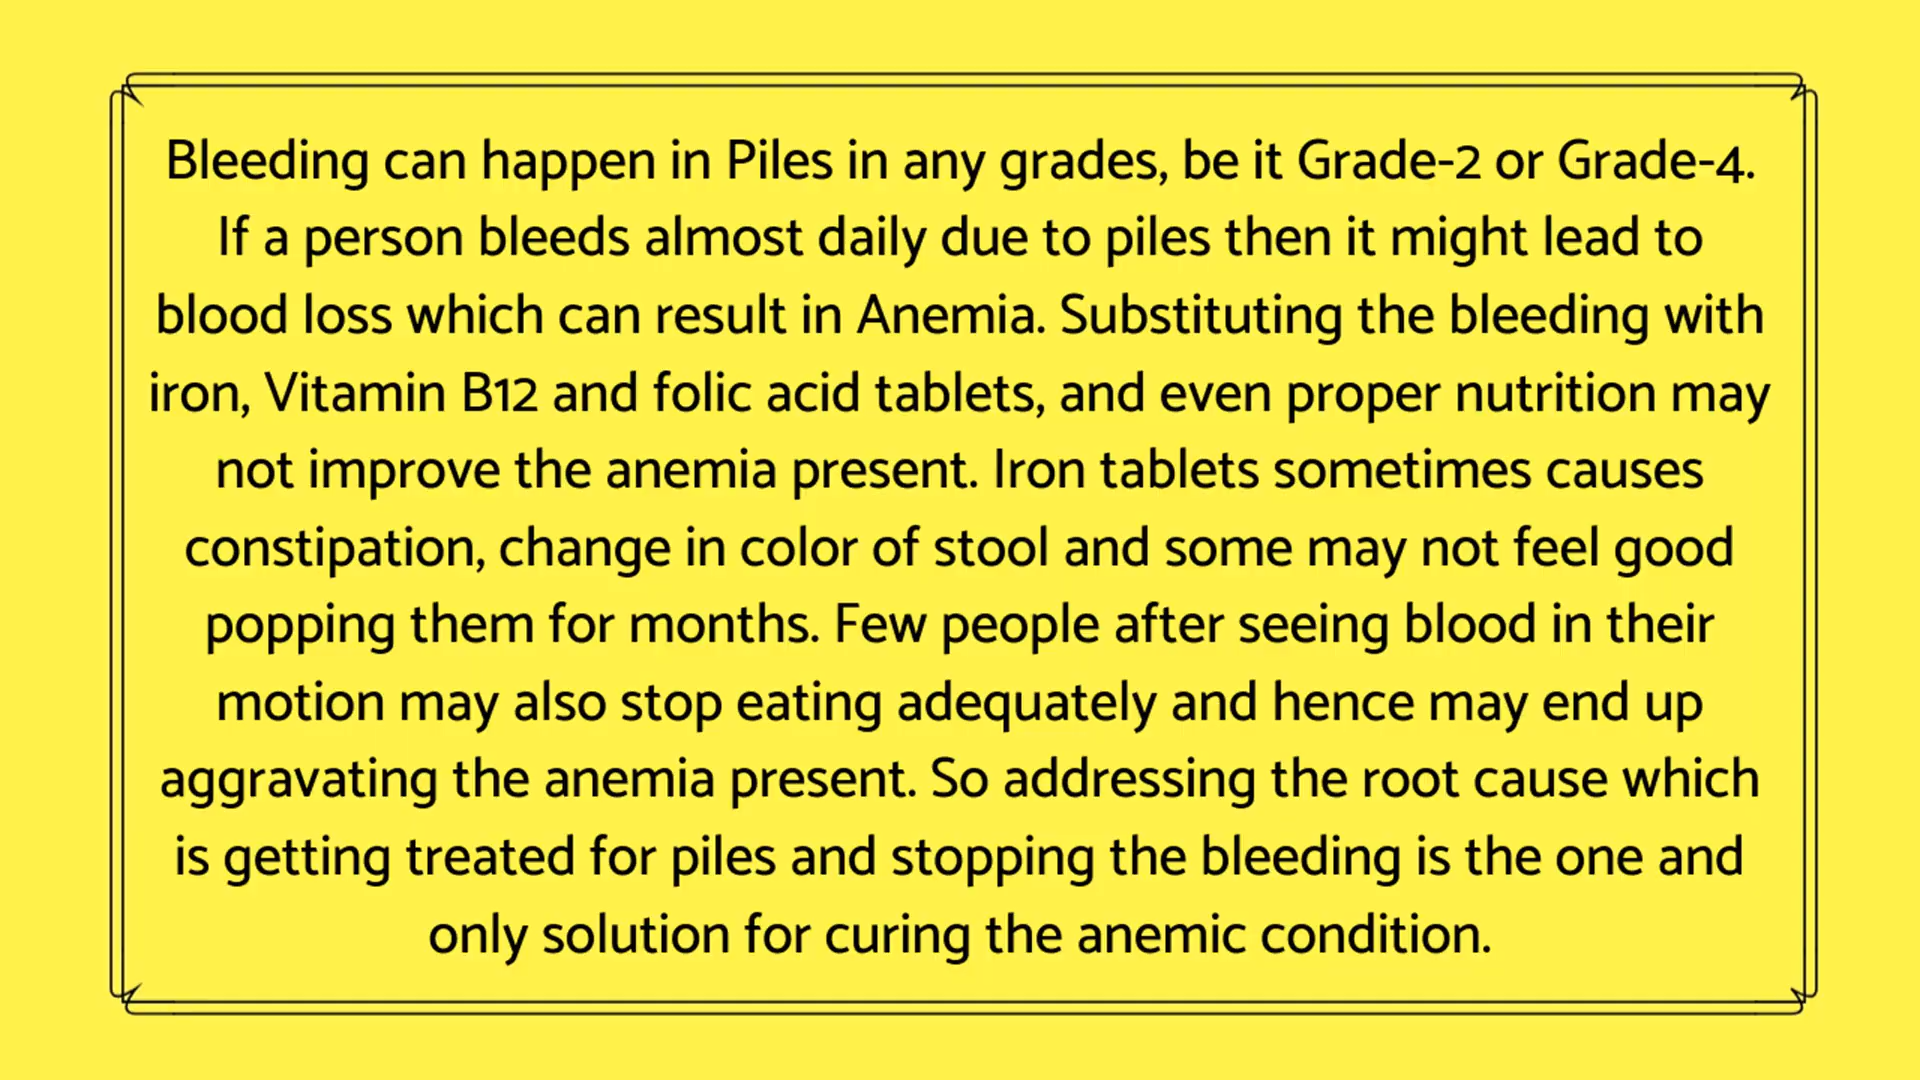 Bleeding can happen in Piles in any grades, be it Grade-2 or Grade-4.
If a person bleeds almost daily due to piles then it might lead to
blood loss which can result in Anemia. Substituting the bleeding with
iron, Vitamin B12 and folic acid tablets, and even proper nutrition may
not improve the anemia present. Iron tablets sometimes causes
constipation, change in color of stool and some may not feel good
popping them for months. Few people after seeing blood in their
motion may also stop eating adequately and hence may end up
aggravating the anemia present. So addressing the root cause which
is getting treated for piles and stopping the bleeding is the one and
only solution for curing the anemic condition.